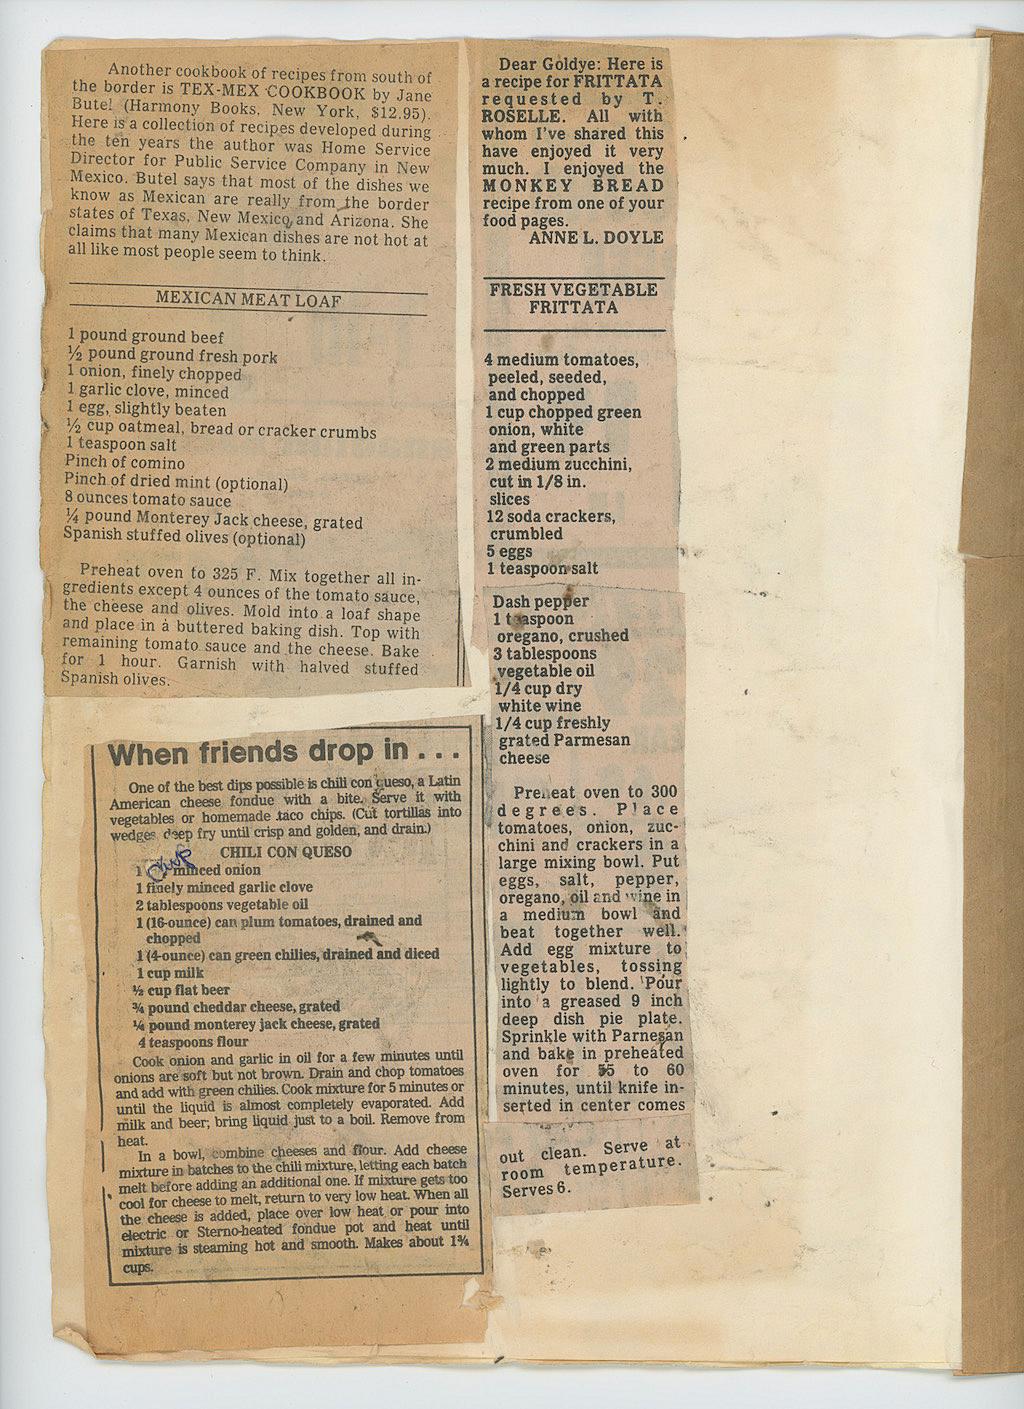 Another cookbook of recipes from south of
the border is TEX-MEX COOKBOOK by Jane
Butel (Harmony Books, New York, $12.95).
Here is a collection of recipes developed during
the ten years the author was Home Service
Director for Public Service Company in New
Mexico. Butel says that most of the dishes we
know as Mexican are really from the border
states of Texas, New Mexico and Arizona. She
claims that many Mexican dishes are not hot at
all like most people seem to think.
MEXICAN MEAT LOAF
1 pound ground beef
½ pound ground fresh pork
1 onion, finely chopped
1 garlic clove, minced
1 egg, slightly beaten
½ cup oatmeal, bread or cracker crumbs
1 teaspoon salt
Pinch of comino
Pinch of dried mint (optional)
8 ounces tomato sauce
¼ pound Monterey Jack cheese, grated
Spanish stuffed olives (optional)
Preheat oven to 325 F. Mix together all in-
gredients except 4 ounces of the tomato sauce,
the cheese and olives. Mold into a loaf shape
and place in a buttered baking dish. Top with
remaining tomato sauce and the cheese. Bake
for 1 hour. Garnish with halved stuffed
Spanish olives.
When friends drop in . . .
One of the best dips possible is chili con queso, a Latin
American cheese fondue with a bite. Serve it with
vegetables or homemade taco chips. (Cut tortillas into
wedges, deep fry until crisp and golden, and drain.)
CHILI CON QUESO
1 cup minced onion
1 finely minced garlic clove
2 tablespoons vegetable oil
1 (16-ounce) can plum tomatoes, drained and
chopped
1 (4-ounce) can green chilies, drained and diced
1 cup milk
½ cup flat beer
¾ pound cheddar cheese, grated
¼ pound monterey jack cheese, grated
4 teaspoons flour
Cook onion and garlic in oil for a few minutes until
onions are soft but not brown. Drain and chop tomatoes
and add with green chilies. Cook mixture for 5 minutes or
until the liquid is almost completely evaporated. Add
milk and beer; bring liquid just to a boil. Remove from
heat.
In a bowl, combine cheeses and flour. Add cheese
mixture in batches to the chili mixture, letting each batch
melt before adding an additional one. If mixture gets too
cool for cheese to melt, return to very low heat. When all
the cheese is added, place over low heat or pour into
electric or Sterno-heated fondue pot and heat until
mixture is steaming hot and smooth. Makes about 1¾
cups.
Dear Goldye: Here is
a recipe for FRITTATA
requested by T.
ROSELLE. All with
whom I've shared this
have enjoyed it very
much. I enjoyed the
MONKEY BREAD
recipe from one of your
food pages.
ANNE L. DOYLE
FRESH VEGETABLE
FRITTATA
4 medium tomatoes,
peeled, seeded,
and chopped
1 cup chopped green
onion, white
and green parts
2 medium zucchini,
cut in 1/8 in.
slices
12 soda crackers,
crumbled
5 eggs
1 teaspoon salt
Dash pepper
1 teaspoon
oregano, crushed
3 tablespoons
vegetable oil
1/4 cup dry
white wine
1/4 cup freshly
grated Parmesan
cheese
Preheat oven to 300
degrees. Place
tomatoes, onion, zuc-
chini and crackers in a
large mixing bowl. Put
eggs, salt, pepper,
oregano, oil and wine in
a medium bowl and
beat together well.
Add egg mixture to
vegetables, tossing
lightly to blend. Pour
into a greased 9 inch
deep dish pie plate.
Sprinkle with Parnesan
and bake in preheated
oven for 55 to 60
minutes, until knife in-
serted in center comes
out clean. Serve at
room temperature.
Serves 6.